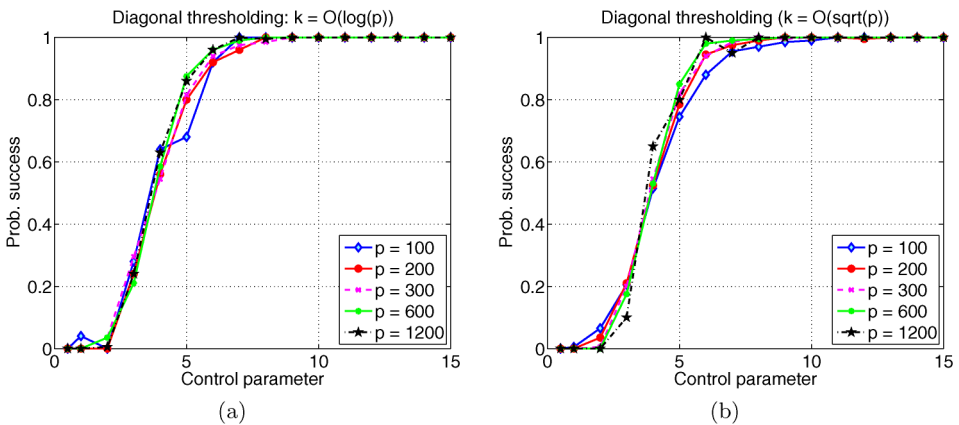 Diagonal thresholding: k = O(log(p))
Prob. success
1
0.8
0.6
0.4
0.2
0
0
5
10
15
Control parameter
p = 100
p = 200
p = 300
p = 600
p = 1200
(a)
Diagonal thresholding (k = O(sqrt(p))
Prob. success
1
0.8
0.6
0.4
0.2
0
0
5
10
15
Control parameter
p = 100
p = 200
p = 300
p = 600
p = 1200
(b)